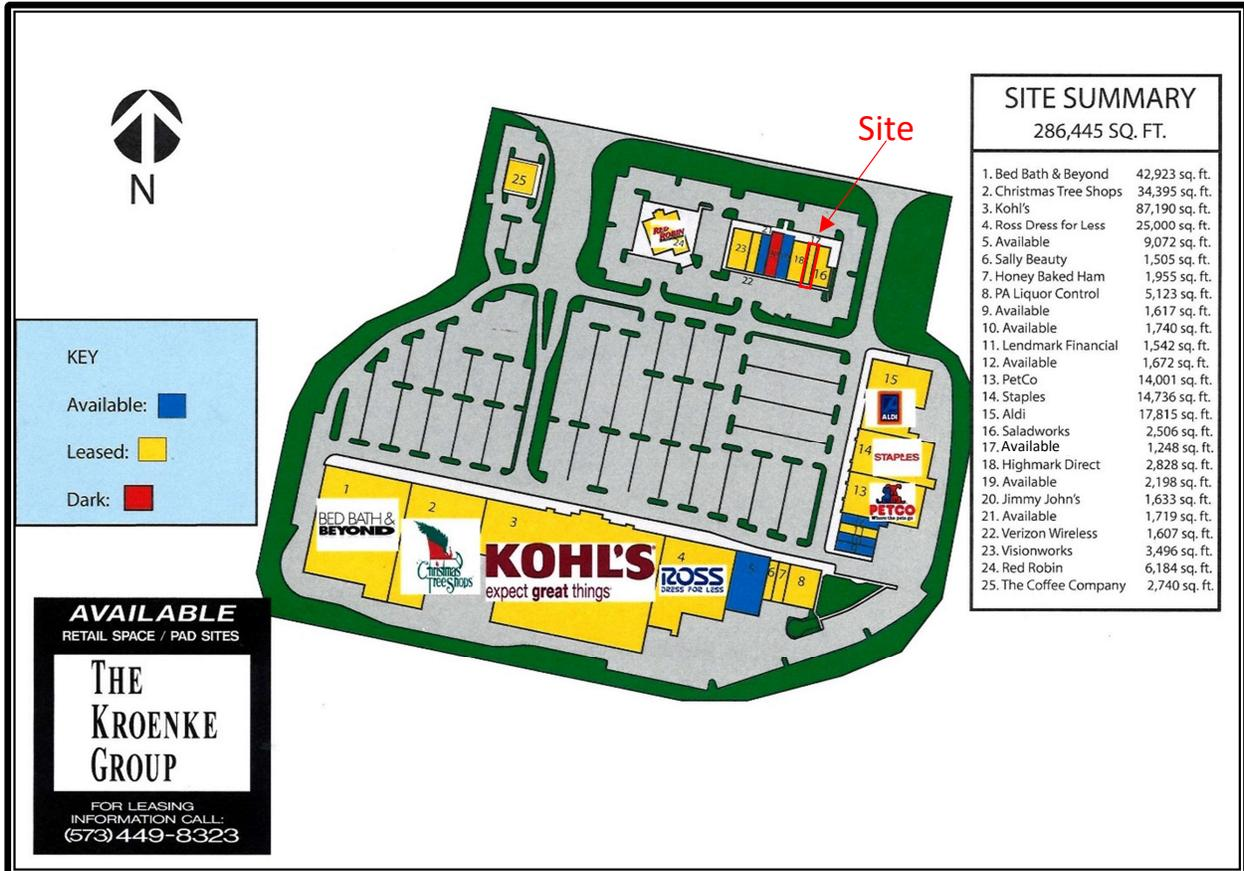 SITE SUMMARY
286,445 SQ. FT.
1. Bed Bath & Beyond 42,923 sq. ft.
2. Christmas Tree Shops 34,395 sq. ft.
3. Kohl's 87,190 sq. ft.
4. Ross Dress for Less 25,000 sq. ft.
5. Available 9,072 sq. ft.
6. Sally Beauty 1,505 sq. ft.
7. Honey Baked Ham 1,955 sq. ft.
8. PA Liquor Control 5,123 sq. ft.
9. Available 1,617 sq. ft.
10. Available 1,740 sq. ft.
11. Lendmark Financial 1,542 sq. ft.
12. Available 1,672 sq. ft.
13. PetCo 14,001 sq. ft.
14. Staples 14,736 sq. ft.
15. Aldi 17,815 sq. ft.
16. Saladworks 2,506 sq. ft.
17. Available 1,248 sq. ft.
18. Highmark Direct 2,828 sq. ft.
19. Available 2,198 sq. ft.
20. Jimmy John's 1,633 sq. ft.
21. Available 1,719 sq. ft.
22. Verizon Wireless 1,607 sq. ft.
23. Visionworks 3,496 sq. ft.
24. Red Robin 6,184 sq. ft.
25. The Coffee Company 2,740 sq. ft.
Site
N
25
RED
ROBIN
24
23
21
22
18
16
KEY
Available:
Leased:
Dark:
15
ALDI
14
STAPLES
13
PETCO
Where the pets go
1
BED BATH &
BEYOND
2
Christmas
Tree Shops
3
KOHL'S
expect great things
4
ROSS
DRESS FOR LESS
5
6
7
8
AVAILABLE
RETAIL SPACE / PAD SITES
THE
KROENKE
GROUP
FOR LEASING
INFORMATION CALL:
(573) 449-8323